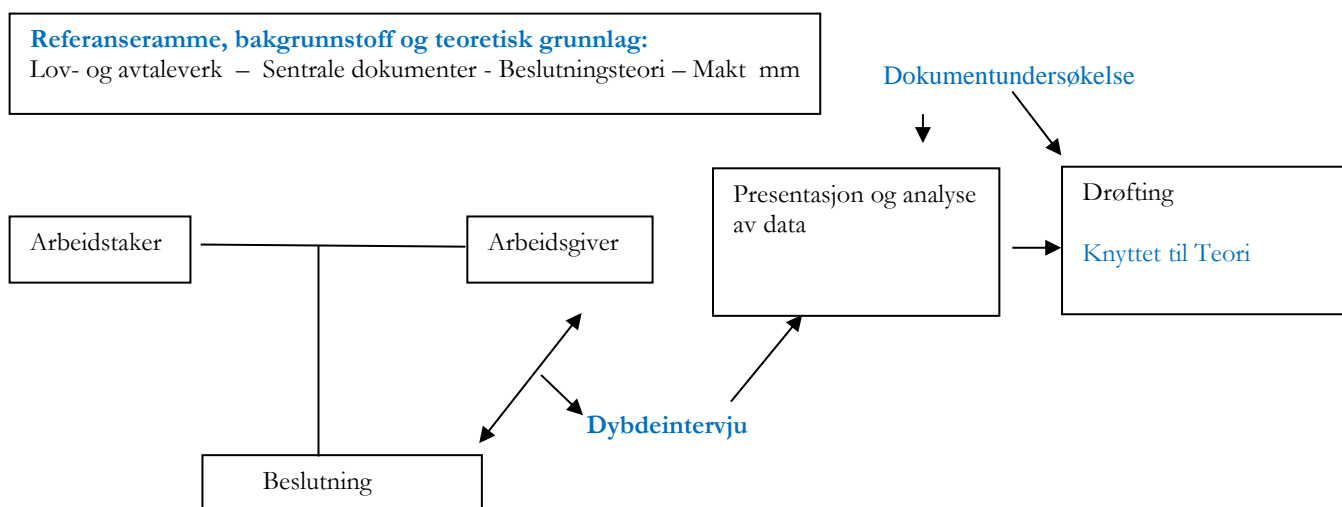 Referanseramme, bakgrunnstoff og teoretisk grunnlag:
Lov- og avtaleverk – Sentrale dokumenter - Beslutningsteori – Makt mm
Dokumentundersøkelse
Presentasjon og analyse
av data
Drøfting
Knyttet til Teori
Arbeidstaker
Arbeidsgiver
Dybdeintervju
Beslutning